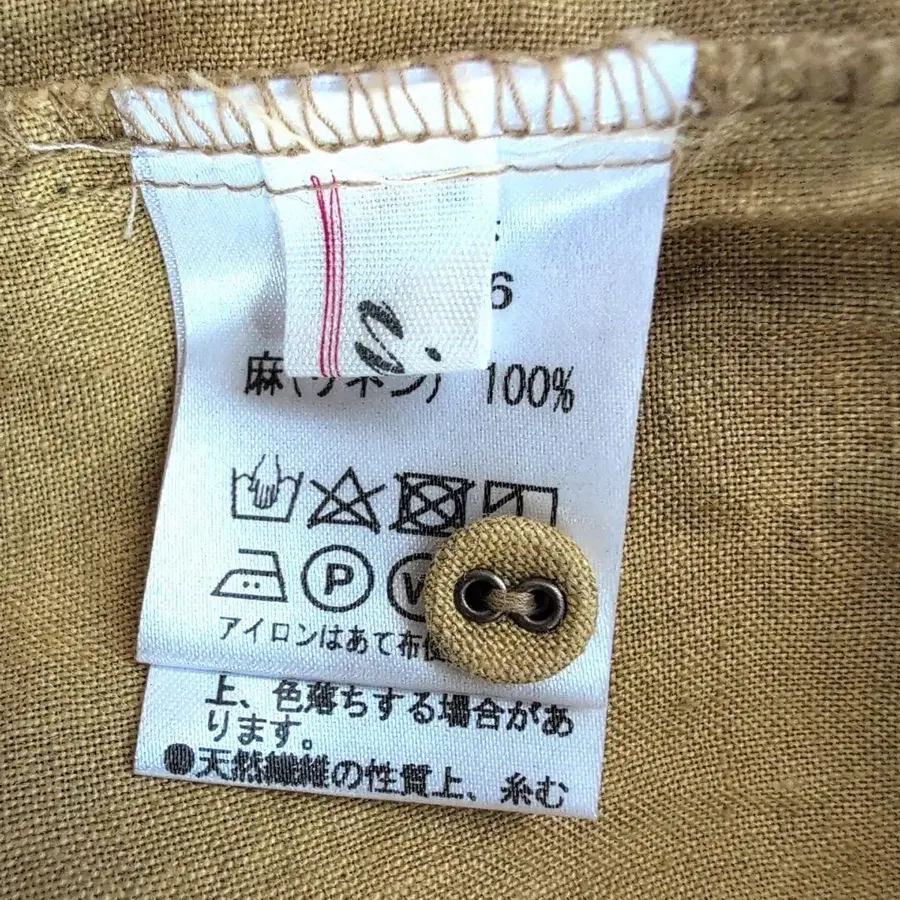 6
麻(リネン) 100%
P
W
アイロンはあて布使
上、色落ちする場合があ
ります。
●天然繊維の性質上、糸む